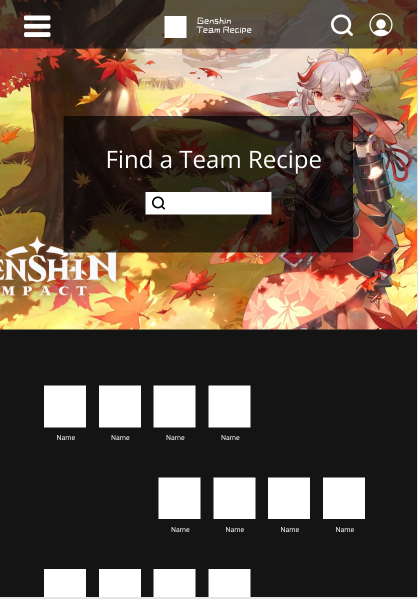 Genshin
Team Recipe
Find a Team Recipe
ENSHIN
MPACT
Name Name Name Name
Name Name Name Name